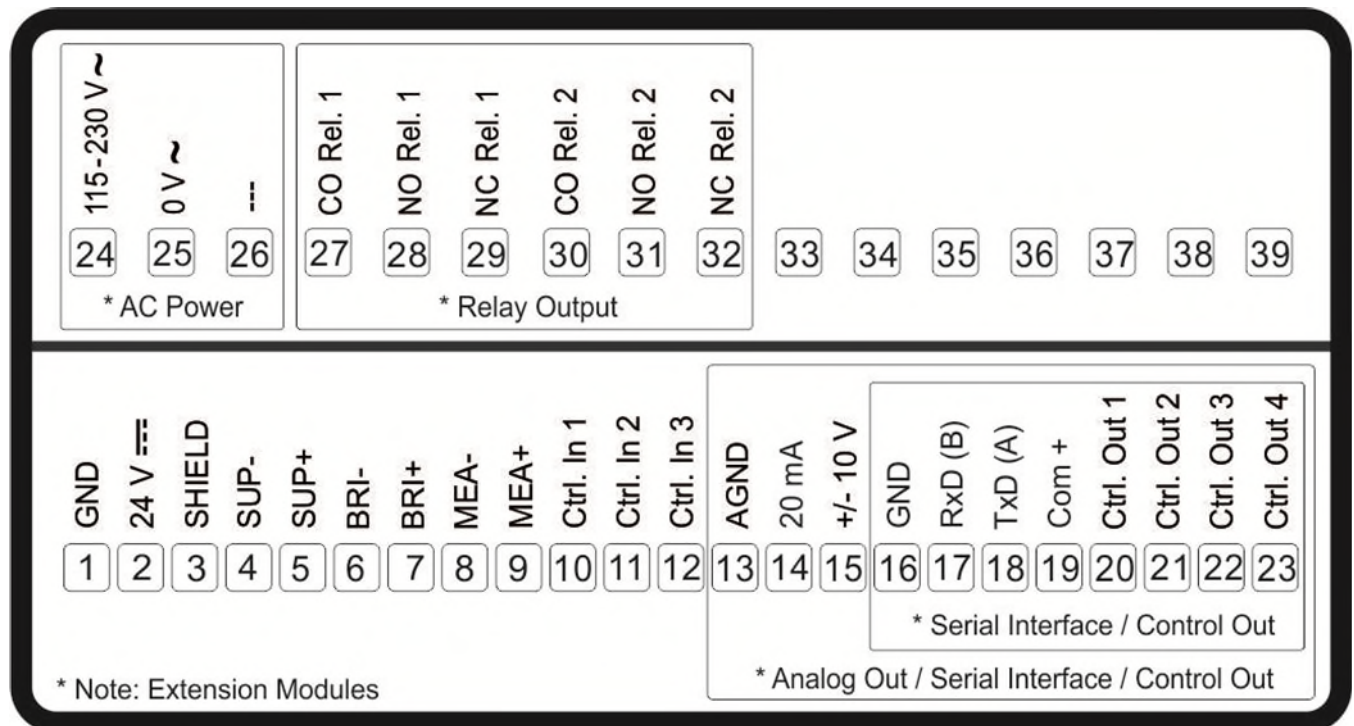 115-230 V ~
0 V ~
---
CO Rel. 1
NO Rel. 1
NC Rel. 1
CO Rel. 2
NO Rel. 2
NC Rel. 2
24 25 26 27 28 29 30 31 32 33 34 35 36 37 38 39
* AC Power
* Relay Output
GND
24 V ⎓
SHIELD
SUP-
SUP+
BRI-
BRI+
MEA-
MEA+
Ctrl. In 1
Ctrl. In 2
Ctrl. In 3
AGND
20 mA
+/- 10 V
GND
RxD (B)
TxD (A)
Com +
Ctrl. Out 1
Ctrl. Out 2
Ctrl. Out 3
Ctrl. Out 4
1 2 3 4 5 6 7 8 9 10 11 12 13 14 15 16 17 18 19 20 21 22 23
* Serial Interface / Control Out
* Analog Out / Serial Interface / Control Out
* Note: Extension Modules